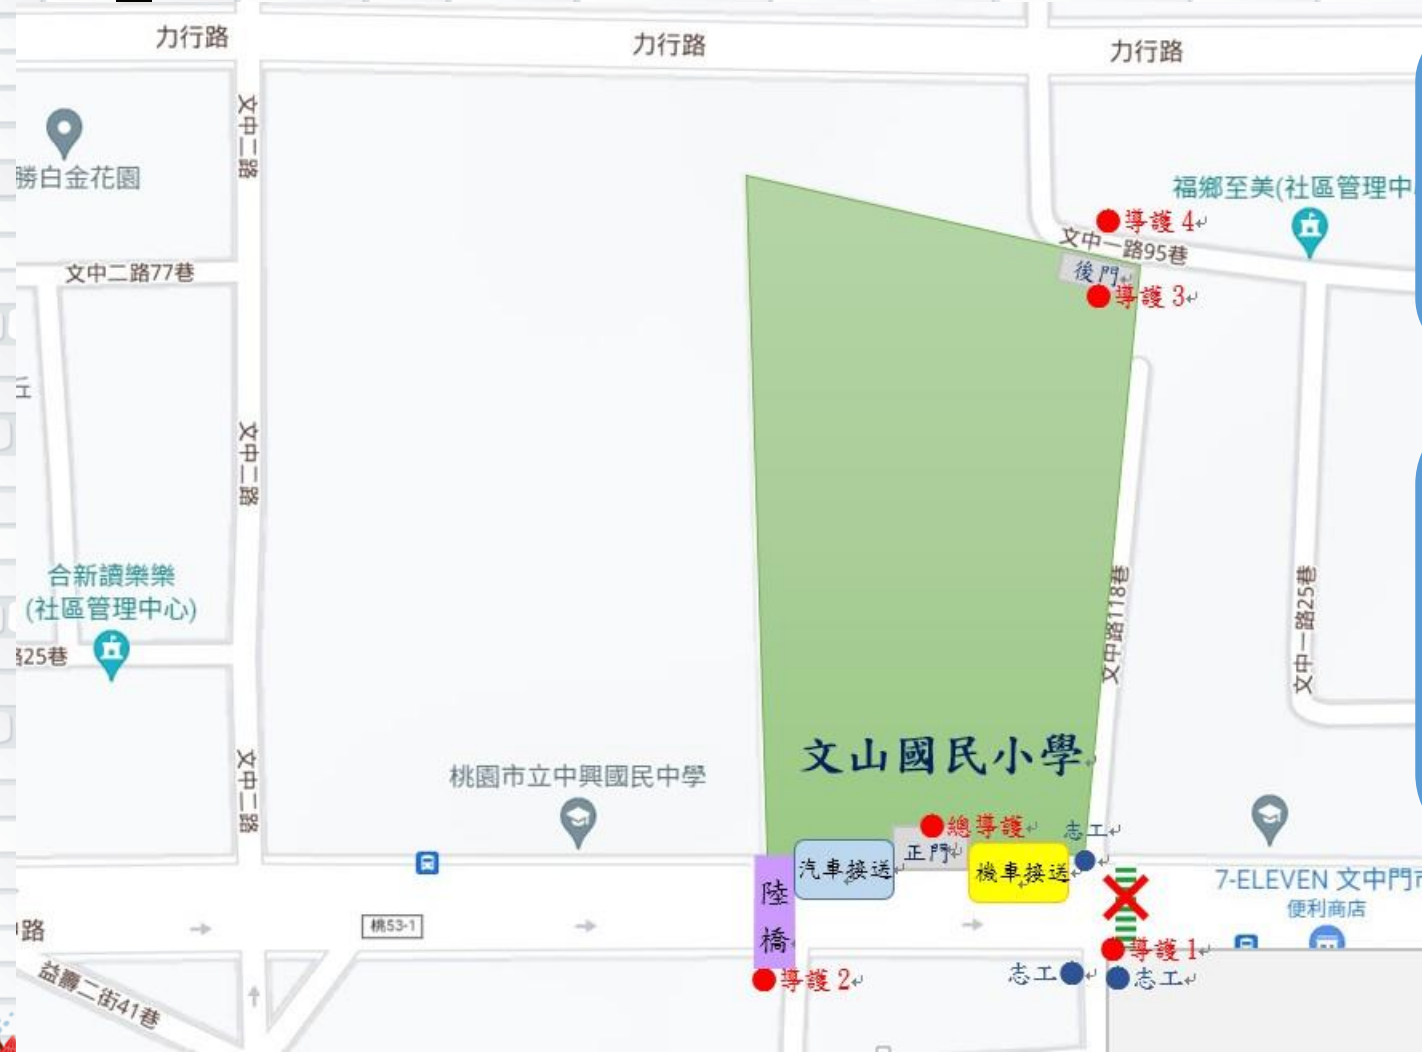 力行路
力行路
力行路
文中二路
勝白金花園
福鄉至美(社區管理中
導護 4
文中一路95巷
文中二路77巷
後門
導護 3
丘
文中二路
合新讀樂樂
(社區管理中心)
路25巷
文中路118巷
文中一路25巷
文山國民小學
文中二路
桃園市立中興國民中學
總導護
志工
正門
汽車接送
機車接送
陸橋
7-ELEVEN 文中門市
便利商店
桃53-1
路
導護 1
益壽二街41巷
導護 2
志工
志工